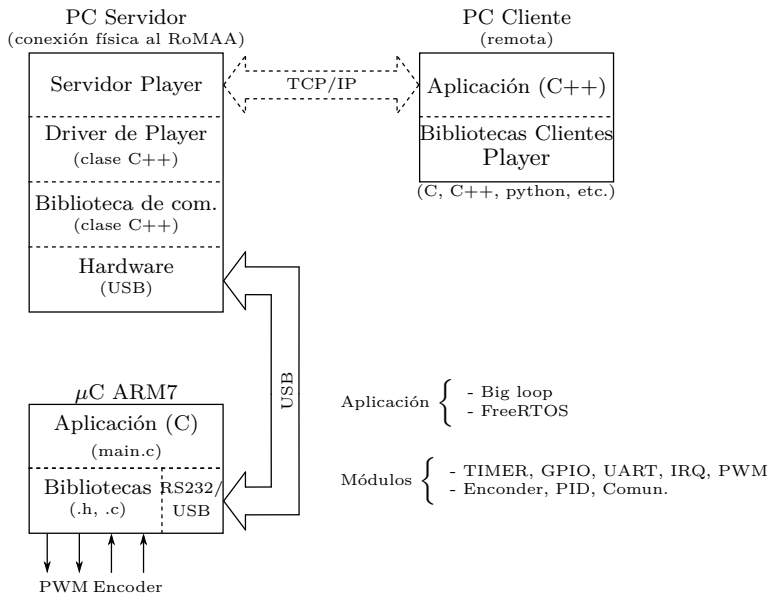 PC Servidor
(conexión física al RoMAA)
Servidor Player
Driver de Player
(clase C++)
Biblioteca de com.
(clase C++)
Hardware
(USB)
TCP/IP
PC Cliente
(remota)
Aplicación (C++)
Bibliotecas Clientes
Player
(C, C++, python, etc.)
USB
μC ARM7
Aplicación (C)
(main.c)
Bibliotecas
(.h, .c)
RS232/
USB
PWM Encoder
Aplicación
- Big loop
- FreeRTOS
Módulos
- TIMER, GPIO, UART, IRQ, PWM
- Enconder, PID, Comun.